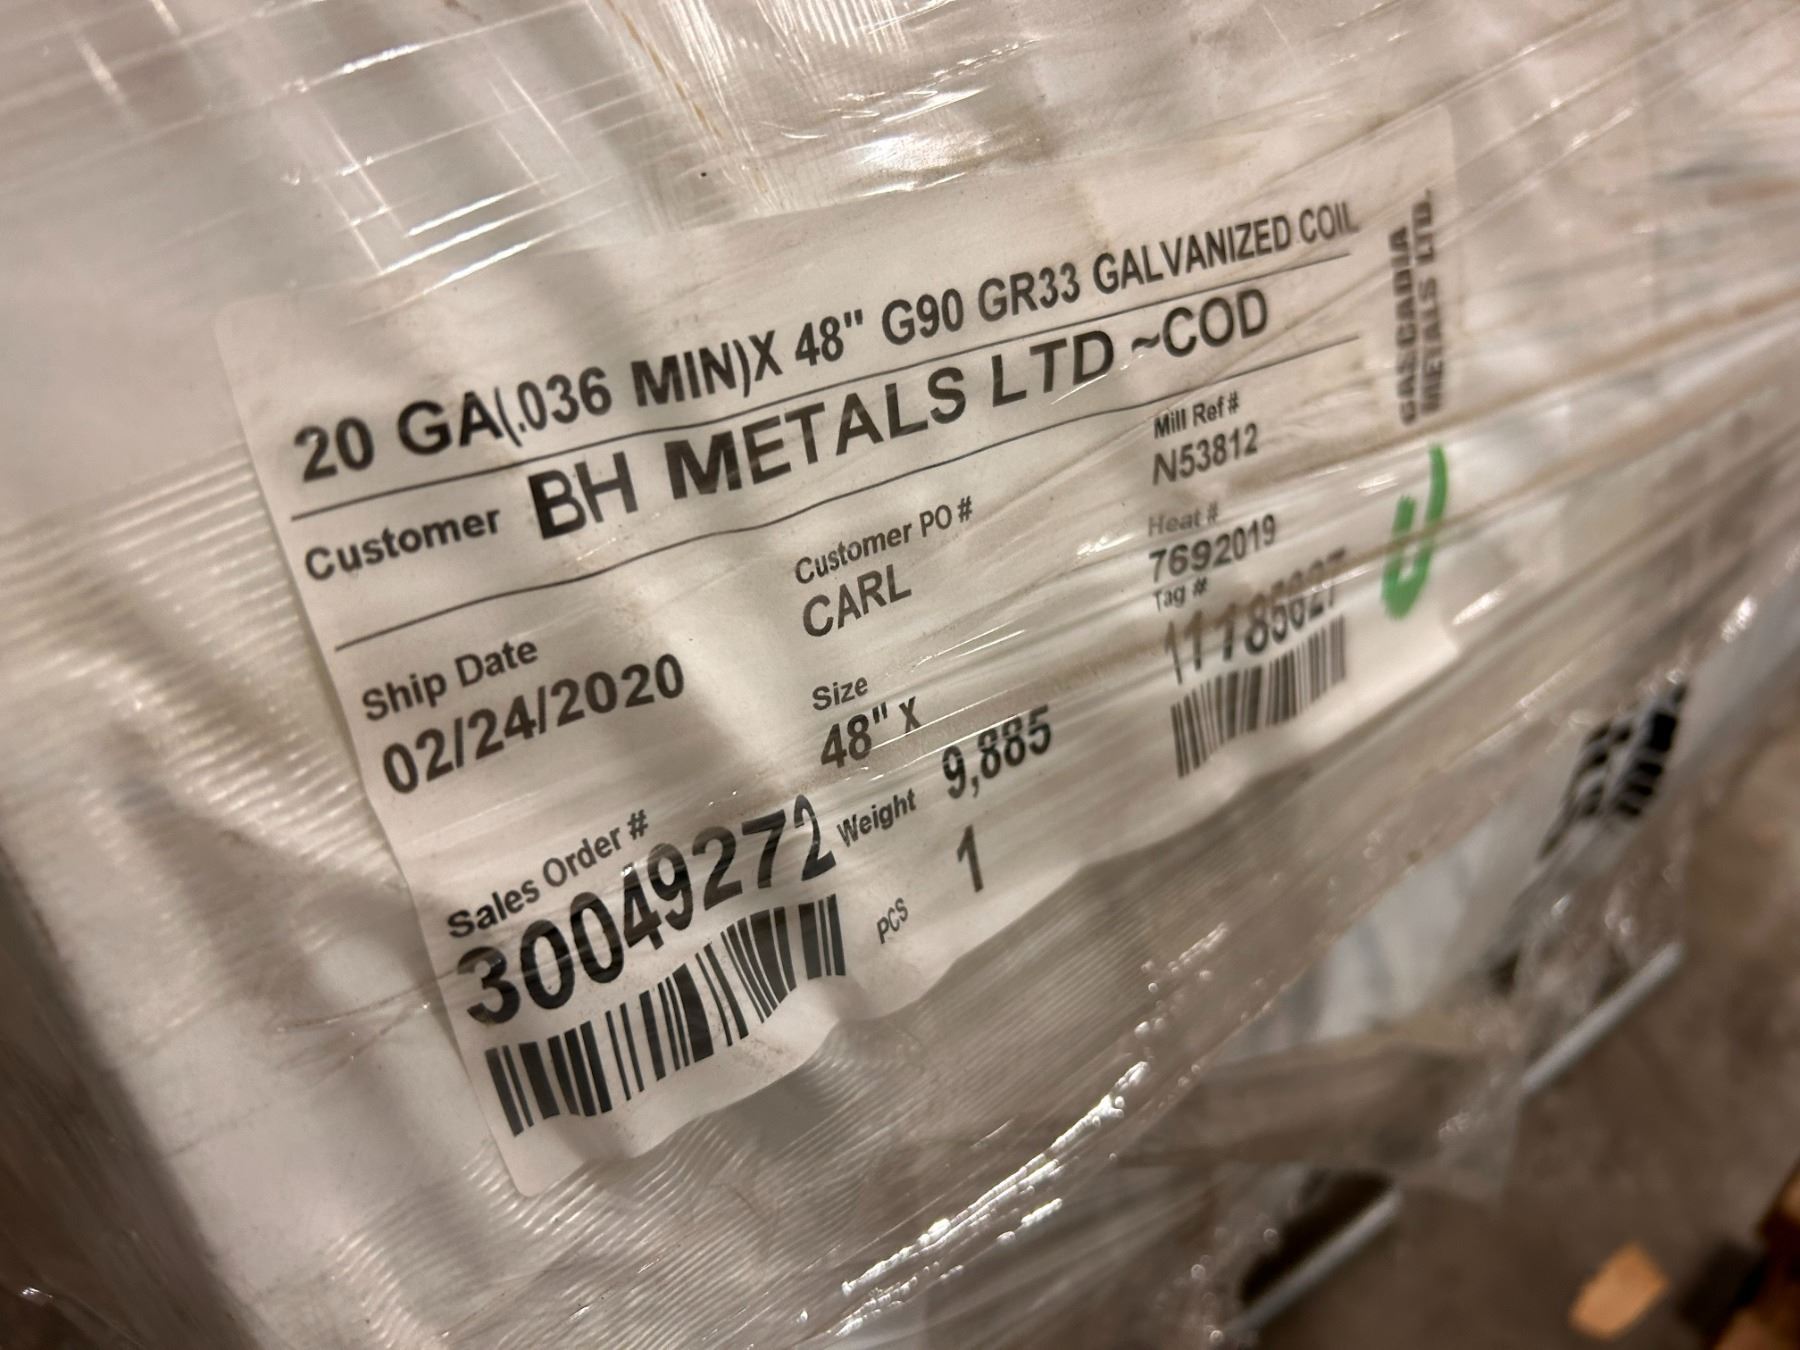 20 GA(.036 MIN)X 48" G90 GR33 GALVANIZED COIL
Customer BH METALS LTD ~COD
CASCADIA
METALS LTD.
Ship Date
02/24/2020
Customer PO #
CARL
Mill Ref #
N53812
Heat #
7692019
Tag #
Size
48" X
Sales Order #
30049272
Weight 9,885
PCS 1